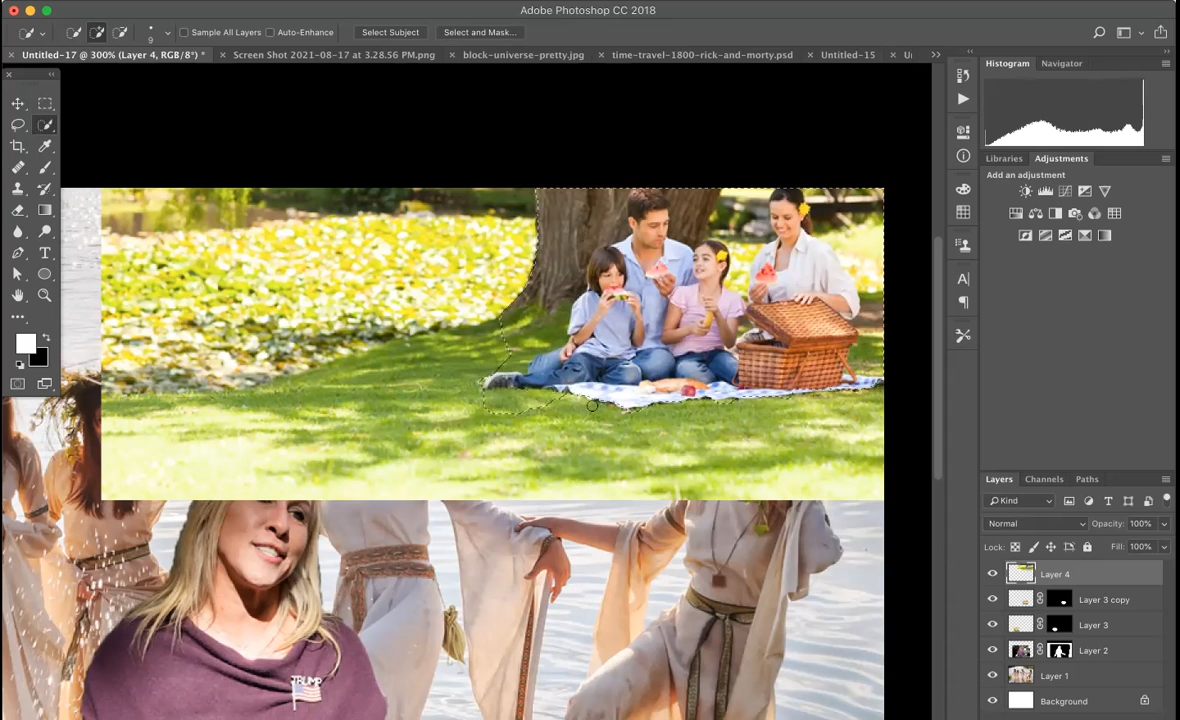 Adobe Photoshop CC 2018
9
Sample All Layers
Auto-Enhance
Select Subject
Select and Mask...
Untitled-17 @ 300% (Layer 4, RGB/8*) *
Screen Shot 2021-08-17 at 3.28.56 PM.png
block-universe-pretty.jpg
time-travel-1800-rick-and-morty.psd
Untitled-15
Histogram
Navigator
Libraries
Adjustments
Add an adjustment
Layers
Channels
Paths
Kind
Normal
Opacity: 100%
Lock:
Fill: 100%
Layer 4
Layer 3 copy
Layer 3
Layer 2
Layer 1
Background
TRUMP